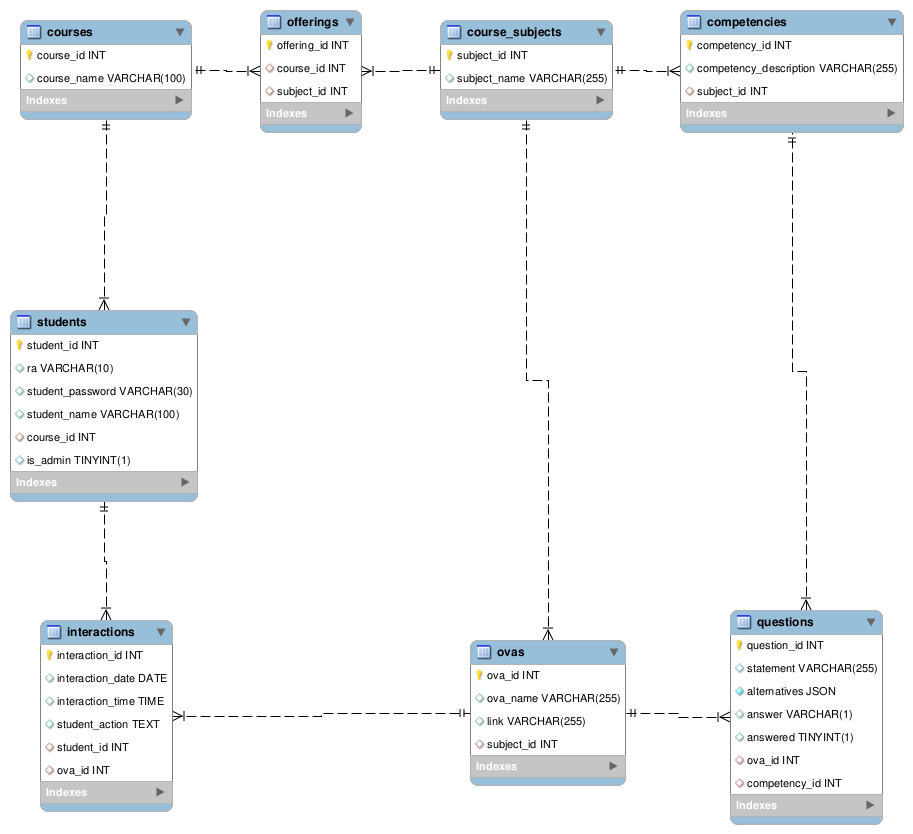 courses
course_id INT
course_name VARCHAR(100)
Indexes
offerings
offering_id INT
course_id INT
subject_id INT
Indexes
course_subjects
subject_id INT
subject_name VARCHAR(255)
Indexes
competencies
competency_id INT
competency_description VARCHAR(255)
subject_id INT
Indexes
students
student_id INT
ra VARCHAR(10)
student_password VARCHAR(30)
student_name VARCHAR(100)
course_id INT
is_admin TINYINT(1)
Indexes
interactions
interaction_id INT
interaction_date DATE
interaction_time TIME
student_action TEXT
student_id INT
ova_id INT
Indexes
ovas
ova_id INT
ova_name VARCHAR(255)
link VARCHAR(255)
subject_id INT
Indexes
questions
question_id INT
statement VARCHAR(255)
alternatives JSON
answer VARCHAR(1)
answered TINYINT(1)
ova_id INT
competency_id INT
Indexes